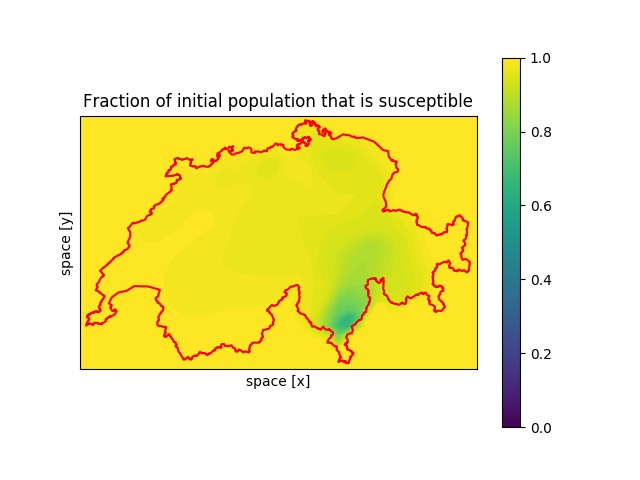 Fraction of initial population that is susceptible
space [y]
space [x]
1.0
0.8
0.6
0.4
0.2
0.0